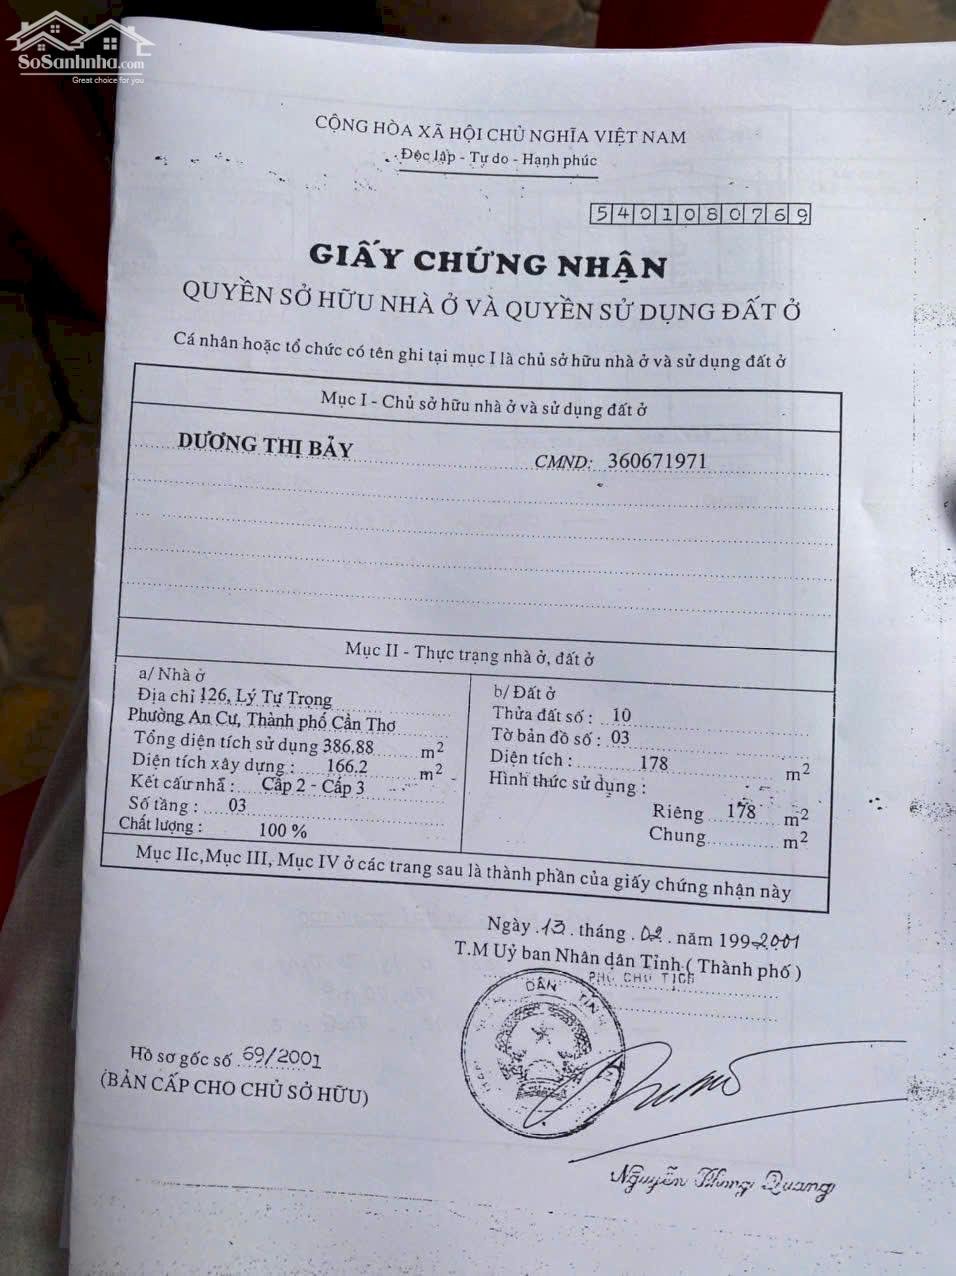 SoSanhnha.com
Great choice for you
CỘNG HÒA XÃ HỘI CHỦ NGHĨA VIỆT NAM
Độc lập - Tự do - Hạnh phúc
5401080769
GIẤY CHỨNG NHẬN
QUYỀN SỞ HỮU NHÀ Ở VÀ QUYỀN SỬ DỤNG ĐẤT Ở
Cá nhân hoặc tổ chức có tên ghi tại mục I là chủ sở hữu nhà ở và sử dụng đất ở
Mục I - Chủ sở hữu nhà ở và sử dụng đất ở
DƯƠNG THỊ BẢY CMND: 360671971
Mục II - Thực trạng nhà ở, đất ở
a/ Nhà ở
Địa chỉ 126, Lý Tự Trọng
Phường An Cư, Thành phố Cần Thơ
Tổng diện tích sử dụng 386,88 m2
Diện tích xây dựng : 166.2 m2
Kết cấu nhà : Cấp 2 - Cấp 3
Số tầng : 03
Chất lượng : 100 %
b/ Đất ở
Thửa đất số : 10
Tờ bản đồ số : 03
Diện tích : 178 m2
Hình thức sử dụng :
Riêng 178 m2
Chung m2
Mục IIc, Mục III, Mục IV ở các trang sau là thành phần của giấy chứng nhận này
Ngày 13 tháng 02 năm 199 2001
T.M Uỷ ban Nhân dân Tỉnh ( Thành phố )
PHÓ CHỦ TỊCH
DÂN TỈNH
Hồ sơ gốc số 69/2001
(BẢN CẤP CHO CHỦ SỞ HỮU)
Nguyễn Phong Quang